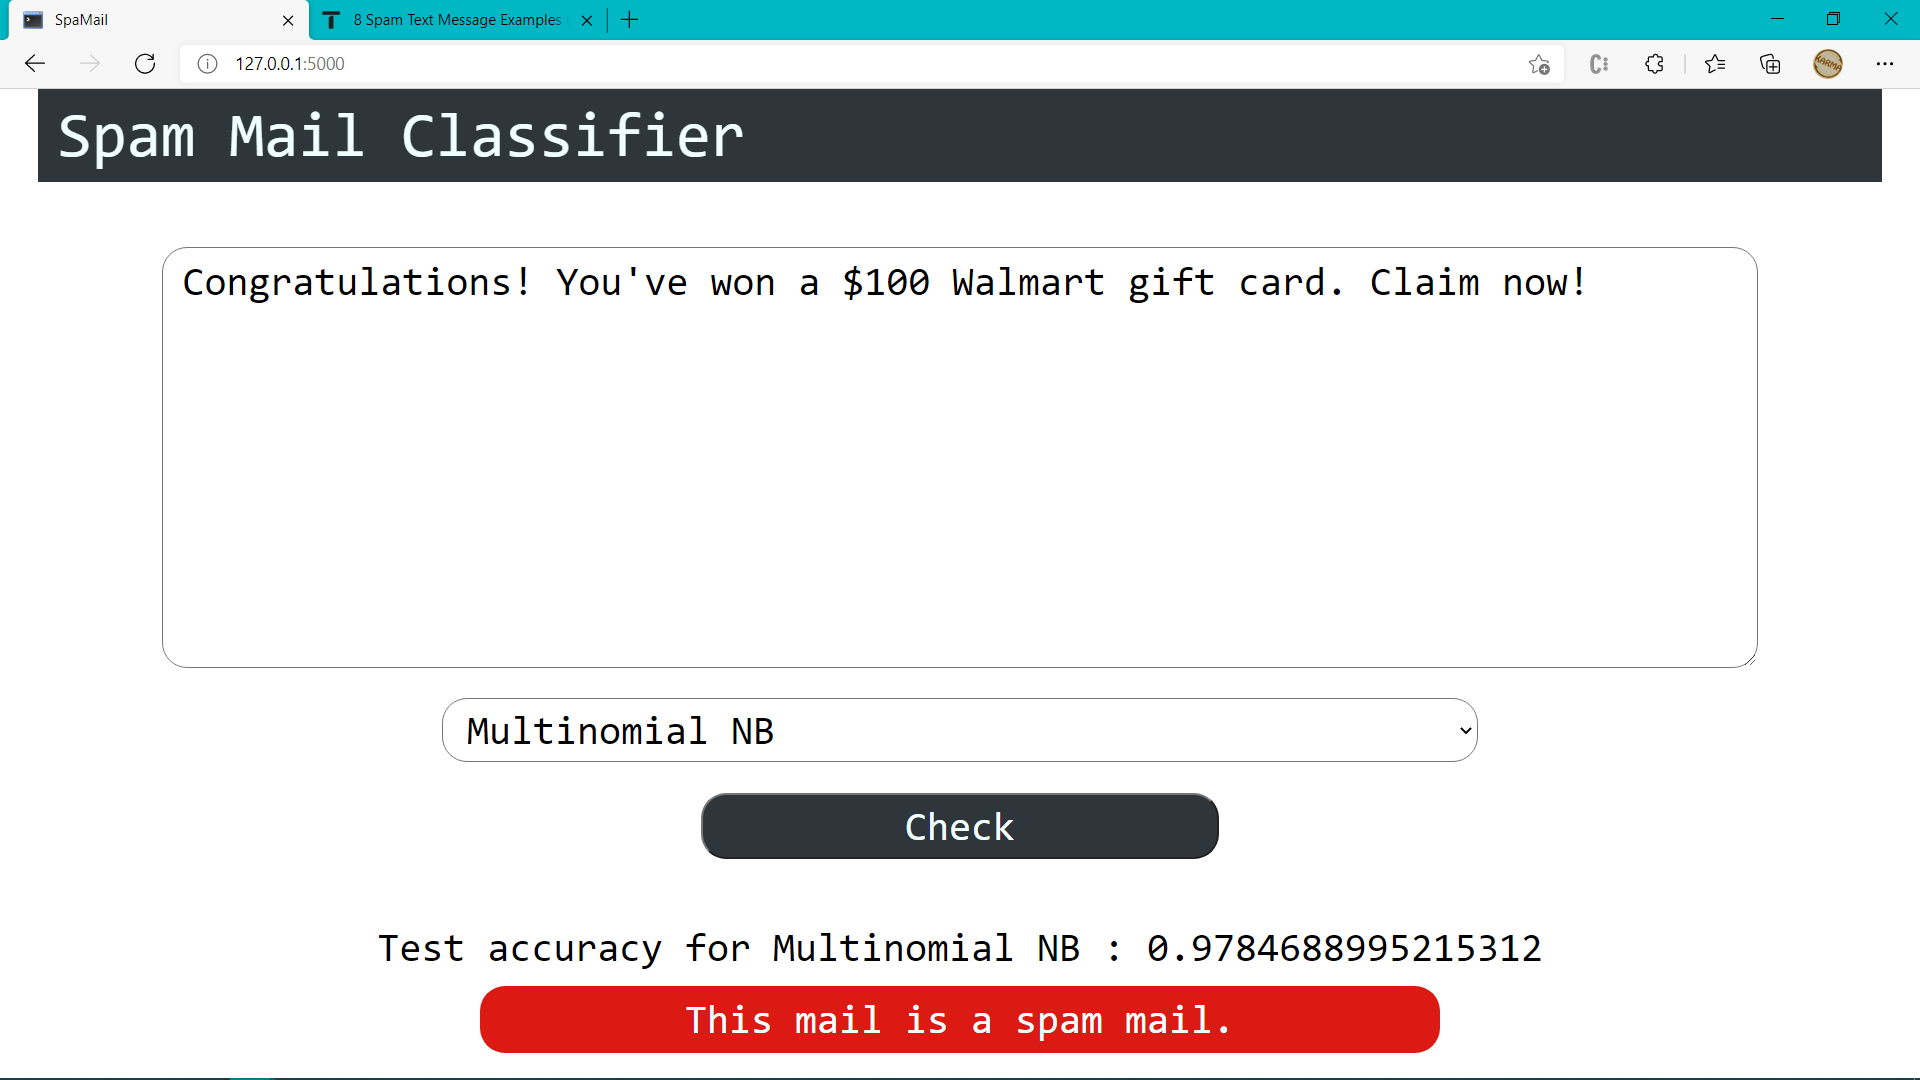 SpaMail
8 Spam Text Message Examples
127.0.0.1:5000
Spam Mail Classifier
Congratulations! You've won a $100 Walmart gift card. Claim now!
Multinomial NB
Check
Test accuracy for Multinomial NB : 0.9784688995215312
This mail is a spam mail.